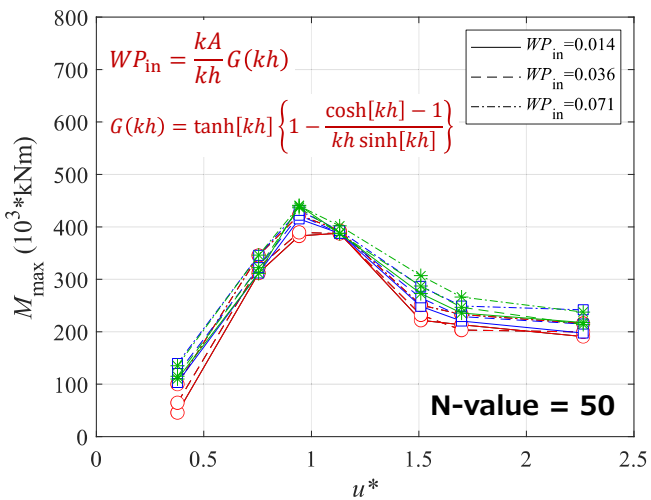 800
700
600
500
400
300
200
100
0
M_max (10^3*kNm)
WP_in = \frac{kA}{kh} G(kh)
G(kh) = tanh[kh] {1 − \frac{cosh[kh] − 1}{kh sinh[kh]}}
WP_in=0.014
WP_in=0.036
WP_in=0.071
N-value = 50
0 0.5 1 1.5 2 2.5
u*